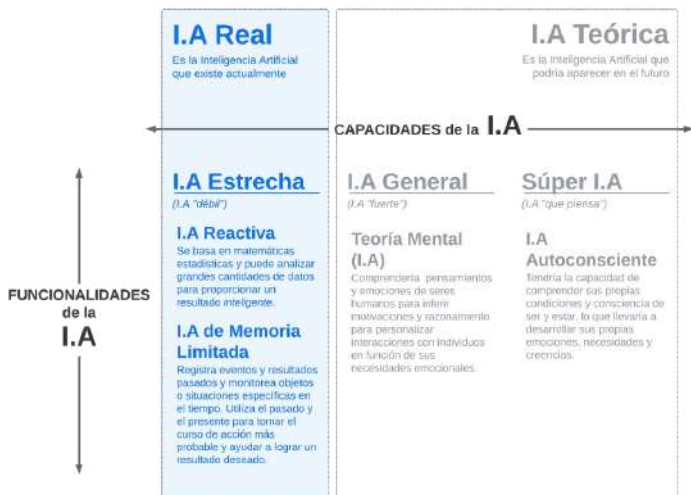 I.A Real
Es la Inteligencia Artificial
que existe actualmente
I.A Teórica
Es la Inteligencia Artificial que
podría aparecer en el futuro
CAPACIDADES de la I.A
FUNCIONALIDADES
de la
I.A
I.A Estrecha
(I.A "débil")
I.A Reactiva
Se basa en matemáticas
estadísticas y puede analizar
grandes cantidades de datos
para proporcionar un
resultado inteligente.
I.A de Memoria
Limitada
Registra eventos y resultados
pasados y monitorea objetos
o situaciones específicas en
el tiempo. Utiliza el pasado y
el presente para tomar el
curso de acción más
probable y ayudar a lograr un
resultado deseado.
I.A General
(I.A "fuerte")
Teoría Mental
(I.A)
Comprendería pensamientos
y emociones de seres
humanos para inferir
motivaciones y razonamiento
para personalizar
interacciones con individuos
en función de sus
necesidades emocionales.
Súper I.A
(I.A "que piensa")
I.A
Autoconsciente
Tendría la capacidad de
comprender sus propias
condiciones y consciencia de
ser y estar, lo que llevaría a
desarrollar sus propias
emociones, necesidades y
creencias.